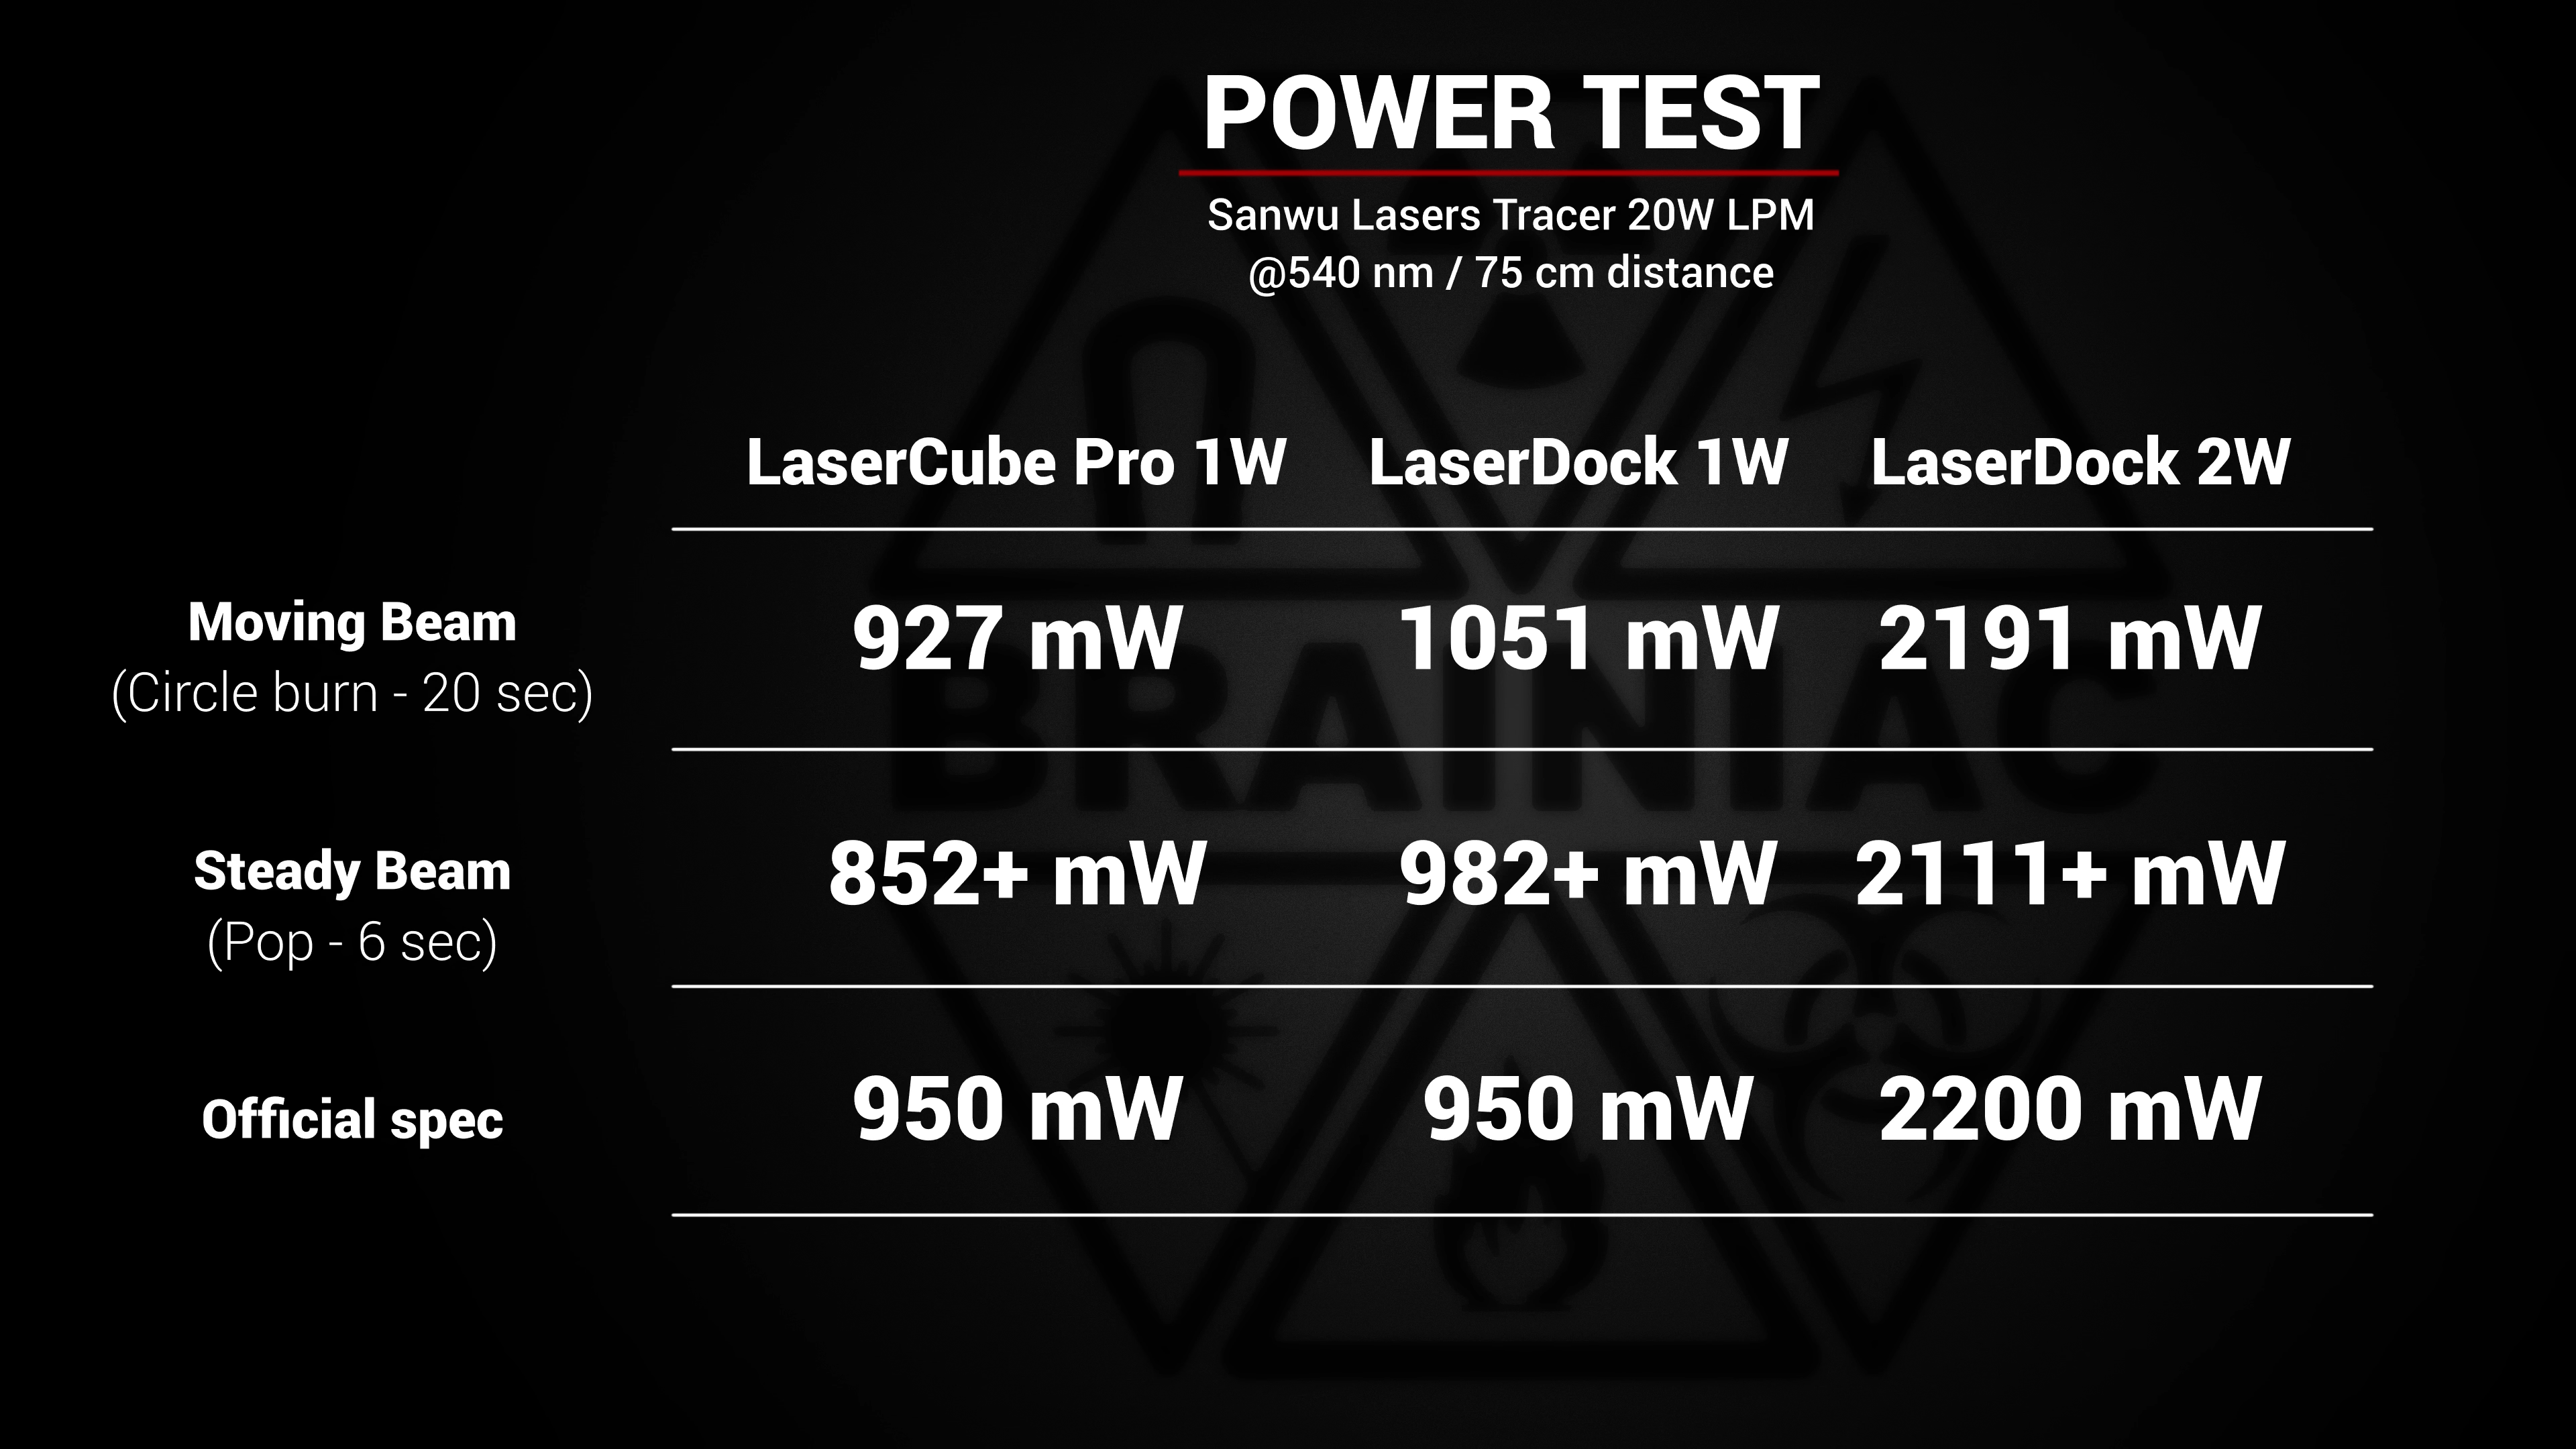 POWER TEST
Sanwu Lasers Tracer 20W LPM
@540 nm / 75 cm distance
LaserCube Pro 1W LaserDock 1W LaserDock 2W
Moving Beam
(Circle burn - 20 sec)
927 mW 1051 mW 2191 mW
BRAINIAC
Steady Beam
(Pop - 6 sec)
852+ mW 982+ mW 2111+ mW
Official spec
950 mW 950 mW 2200 mW